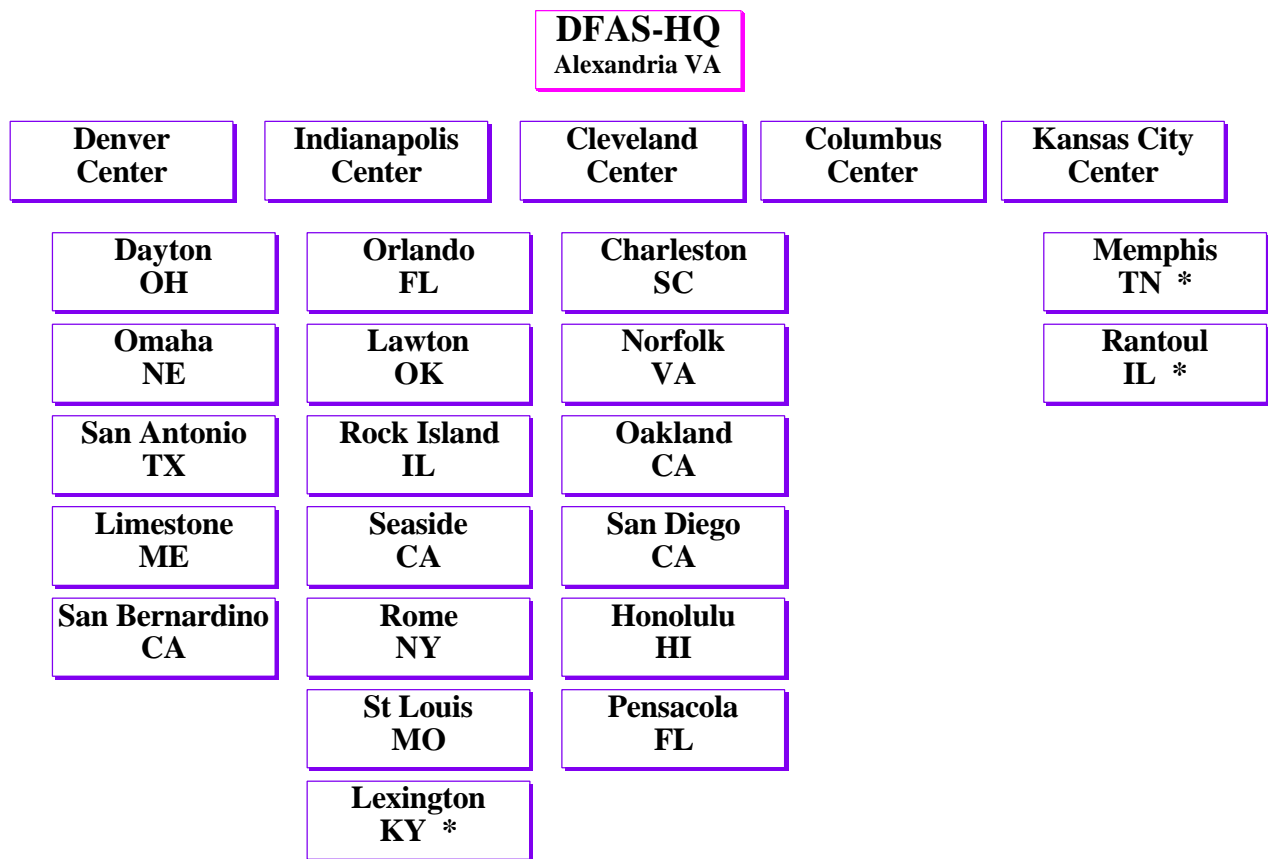 DFAS-HQ
Alexandria VA
Denver
Center
Indianapolis
Center
Cleveland
Center
Columbus
Center
Kansas City
Center
Dayton
OH
Omaha
NE
San Antonio
TX
Limestone
ME
San Bernardino
CA
Orlando
FL
Lawton
OK
Rock Island
IL
Seaside
CA
Rome
NY
St Louis
MO
Lexington
KY *
Charleston
SC
Norfolk
VA
Oakland
CA
San Diego
CA
Honolulu
HI
Pensacola
FL
Memphis
TN *
Rantoul
IL *